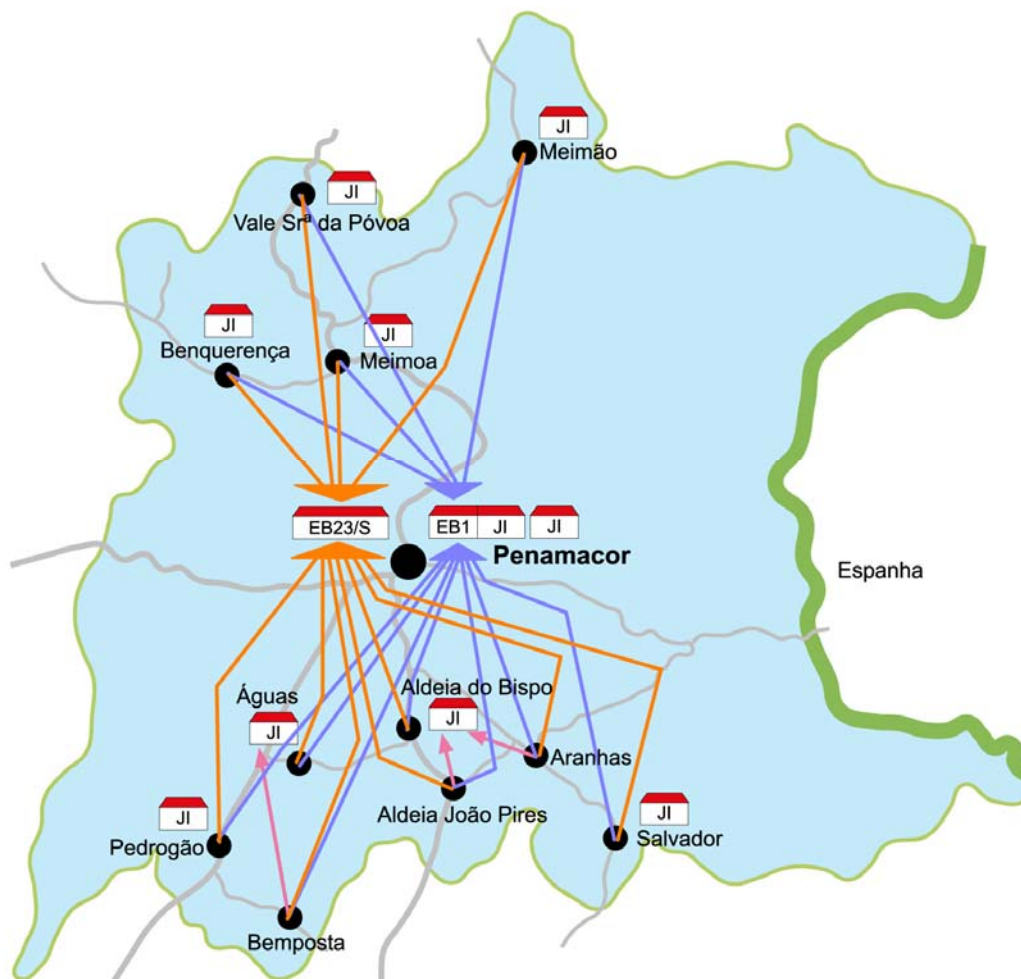 JI
Meimão
JI
Vale Srª da Póvoa
JI
Benquerença
JI
Meimoa
EB23/S
EB1 JI JI
Penamacor
Espanha
Águas
JI
Aldeia do Bispo
JI
Aranhas
Aldeia João Pires
JI
Pedrogão
JI
Salvador
Bemposta